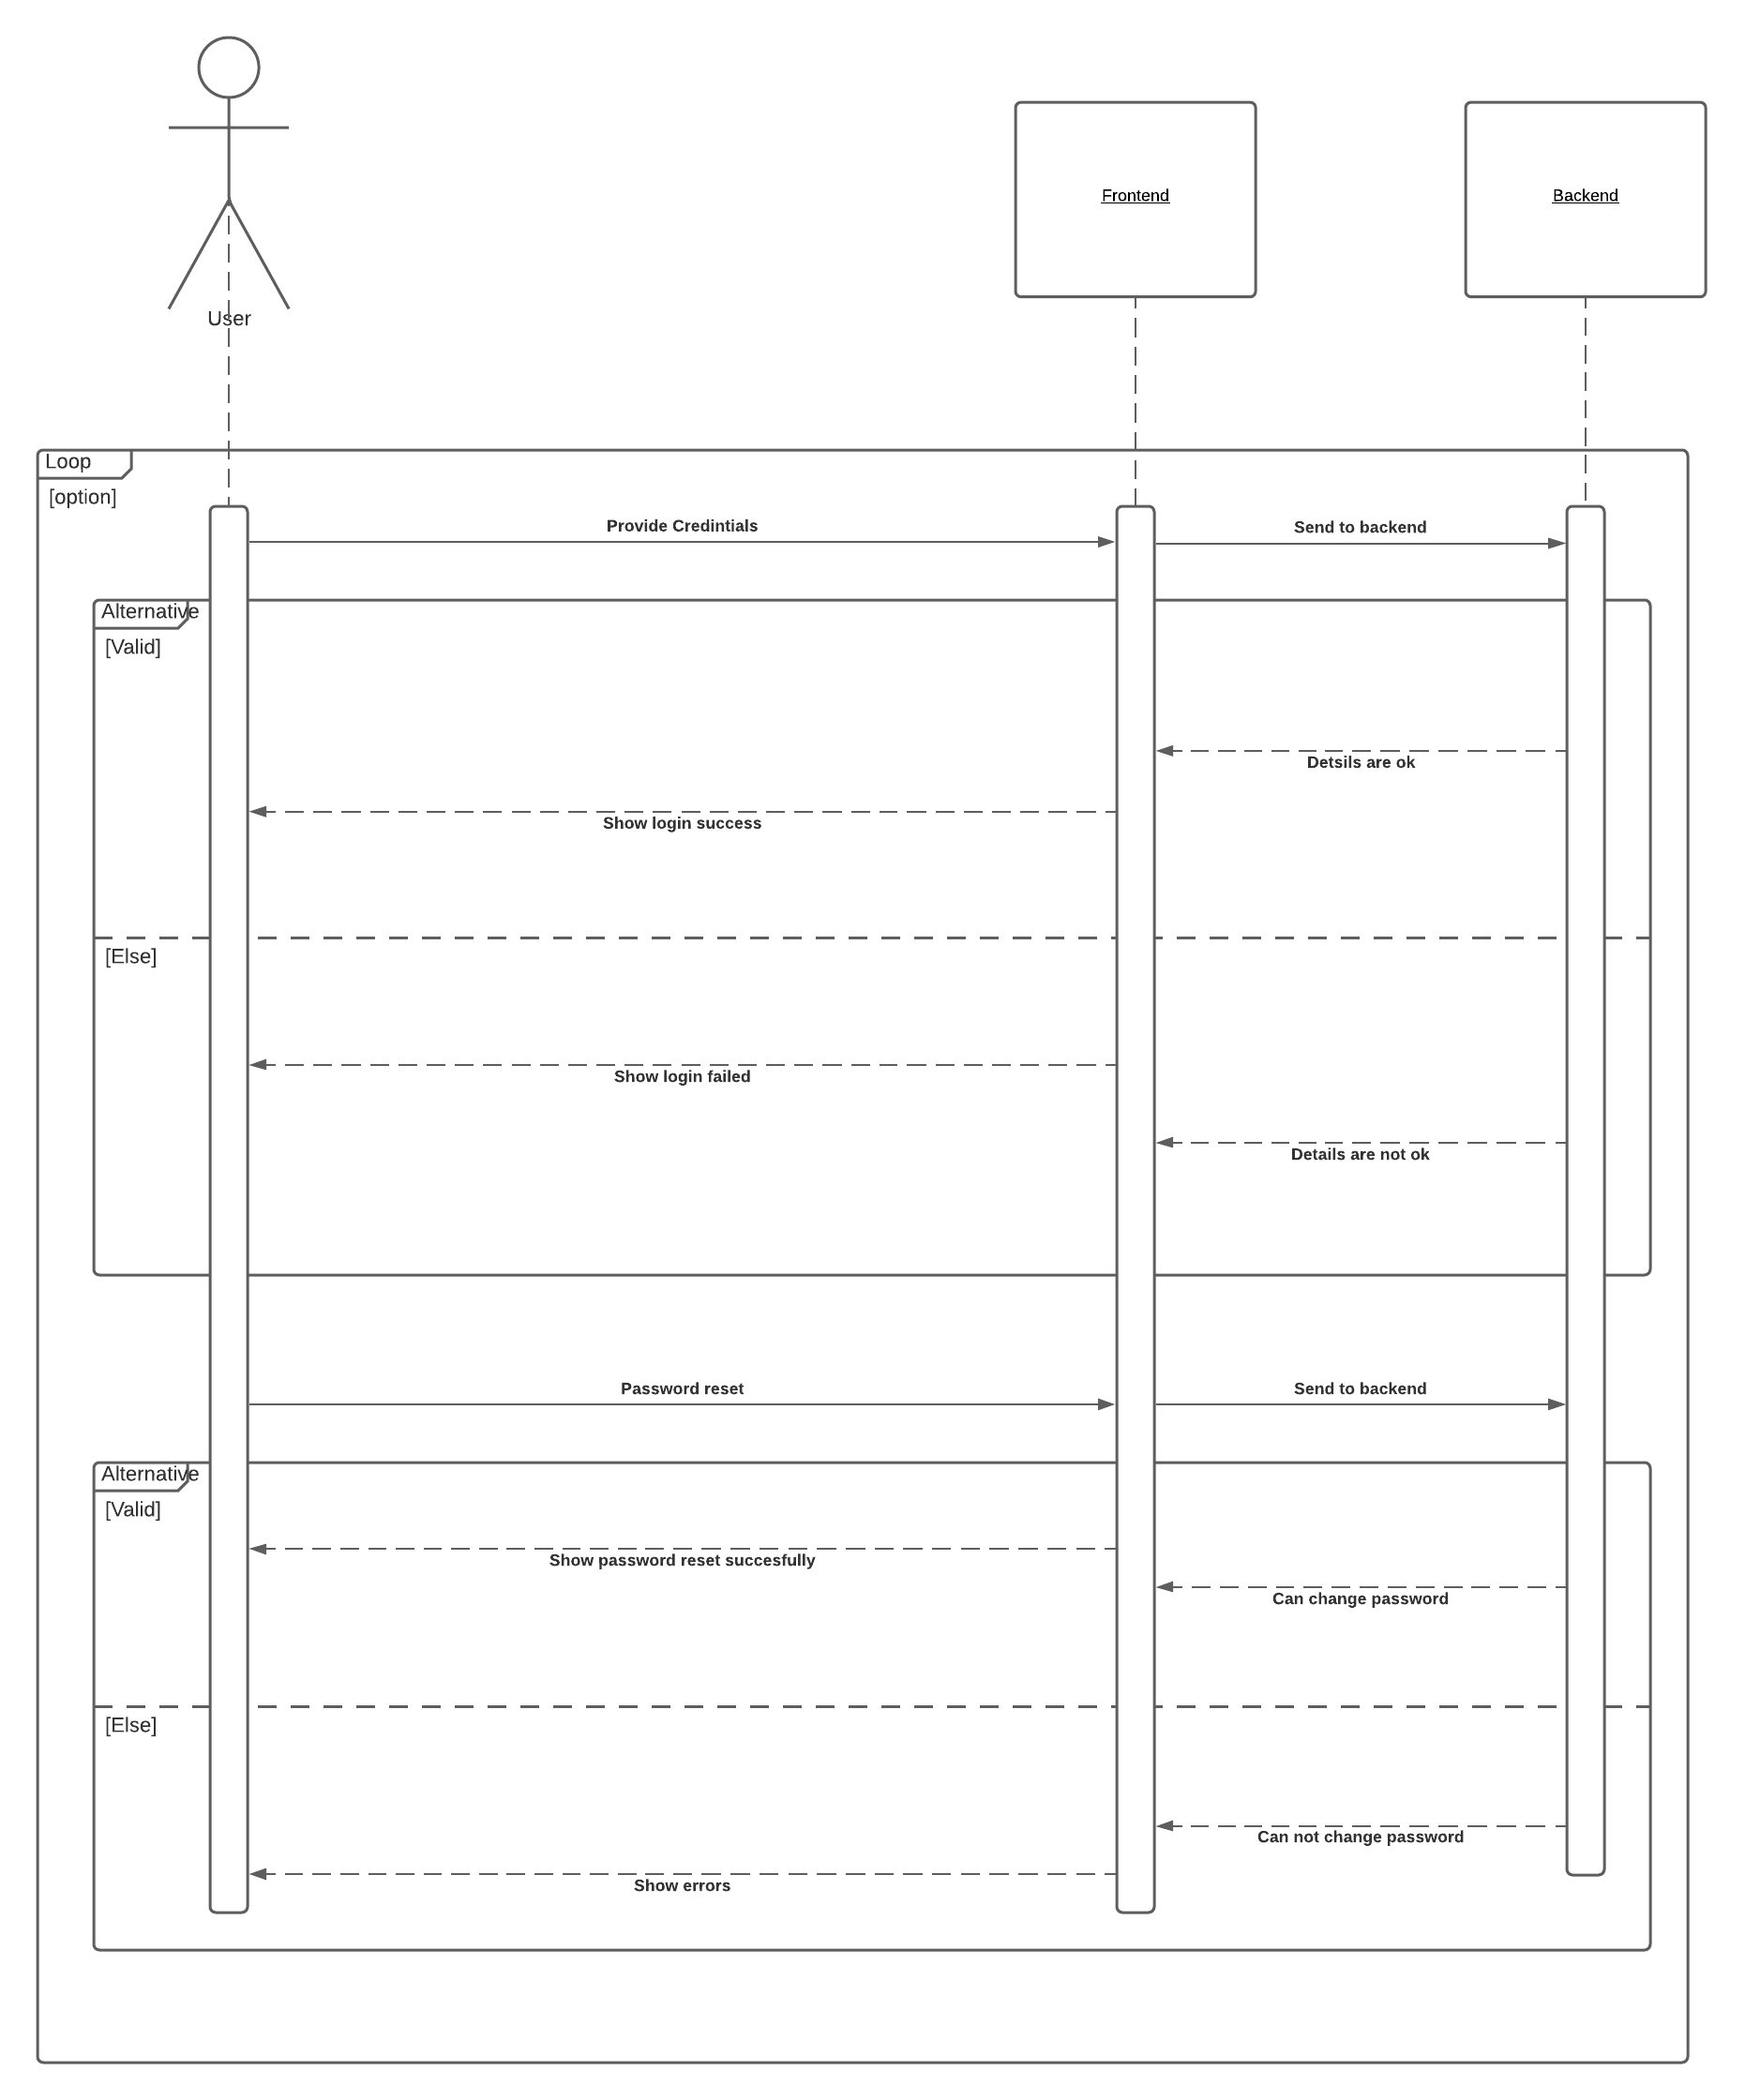 Frontend
Backend
User
Loop
[option]
Provide Credintials
Send to backend
Alternative
[Valid]
Detsils are ok
Show login success
[Else]
Show login failed
Details are not ok
Password reset
Send to backend
Alternative
[Valid]
Show password reset succesfully
Can change password
[Else]
Can not change password
Show errors